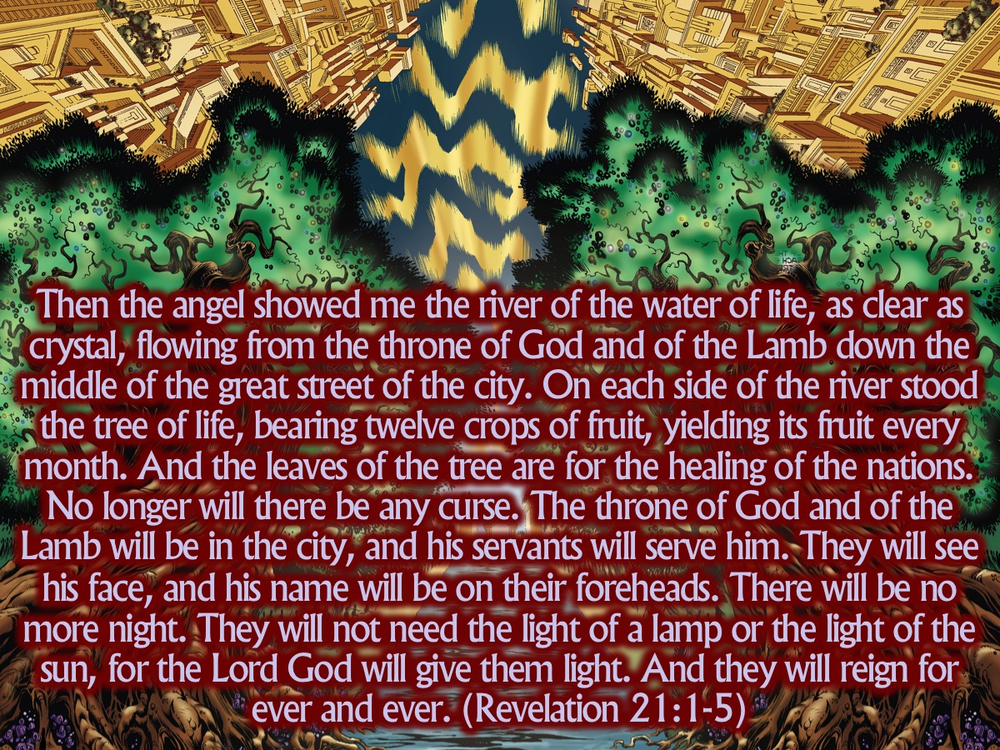 Then the angel showed me the river of the water of life, as clear as
crystal, flowing from the throne of God and of the Lamb down the
middle of the great street of the city. On each side of the river stood
the tree of life, bearing twelve crops of fruit, yielding its fruit every
month. And the leaves of the tree are for the healing of the nations.
No longer will there be any curse. The throne of God and of the
Lamb will be in the city, and his servants will serve him. They will see
his face, and his name will be on their foreheads. There will be no
more night. They will not need the light of a lamp or the light of the
sun, for the Lord God will give them light. And they will reign for
ever and ever. (Revelation 21:1-5)